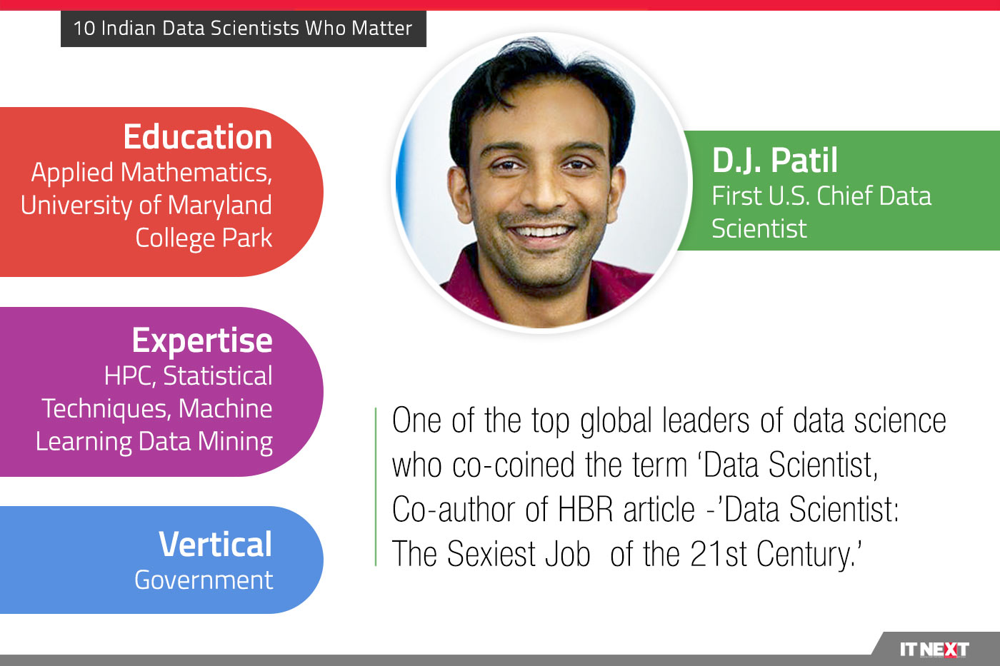 10 Indian Data Scientists Who Matter
Education
Applied Mathematics,
University of Maryland
College Park
D.J. Patil
First U.S. Chief Data
Scientist
Expertise
HPC, Statistical
Techniques, Machine
Learning Data Mining
One of the top global leaders of data science
who co-coined the term ‘Data Scientist,
Co-author of HBR article -’Data Scientist:
The Sexiest Job  of the 21st Century.’
Vertical
Government
IT NEXT